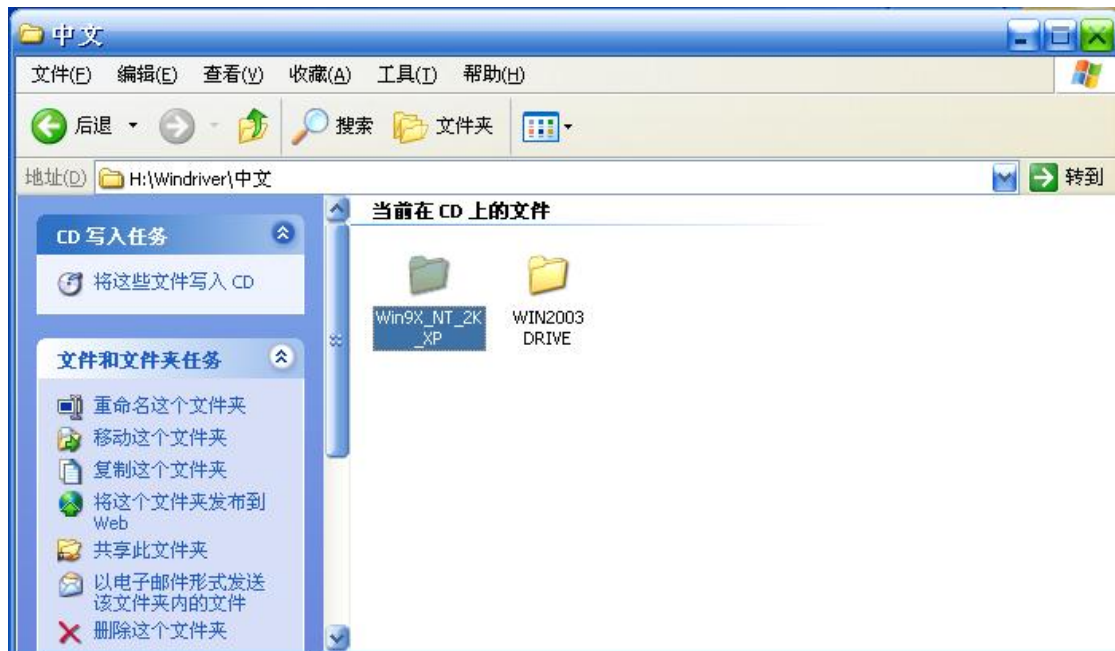 中文
文件(F) 编辑(E) 查看(V) 收藏(A) 工具(T) 帮助(H)
后退 搜索 文件夹
地址(D) H:\Windriver\中文 转到
CD 写入任务
将这些文件写入 CD
文件和文件夹任务
重命名这个文件夹
移动这个文件夹
复制这个文件夹
将这个文件夹发布到
Web
共享此文件夹
以电子邮件形式发送
该文件夹内的文件
删除这个文件夹
当前在 CD 上的文件
Win9X_NT_2K
_XP
WIN2003
DRIVE